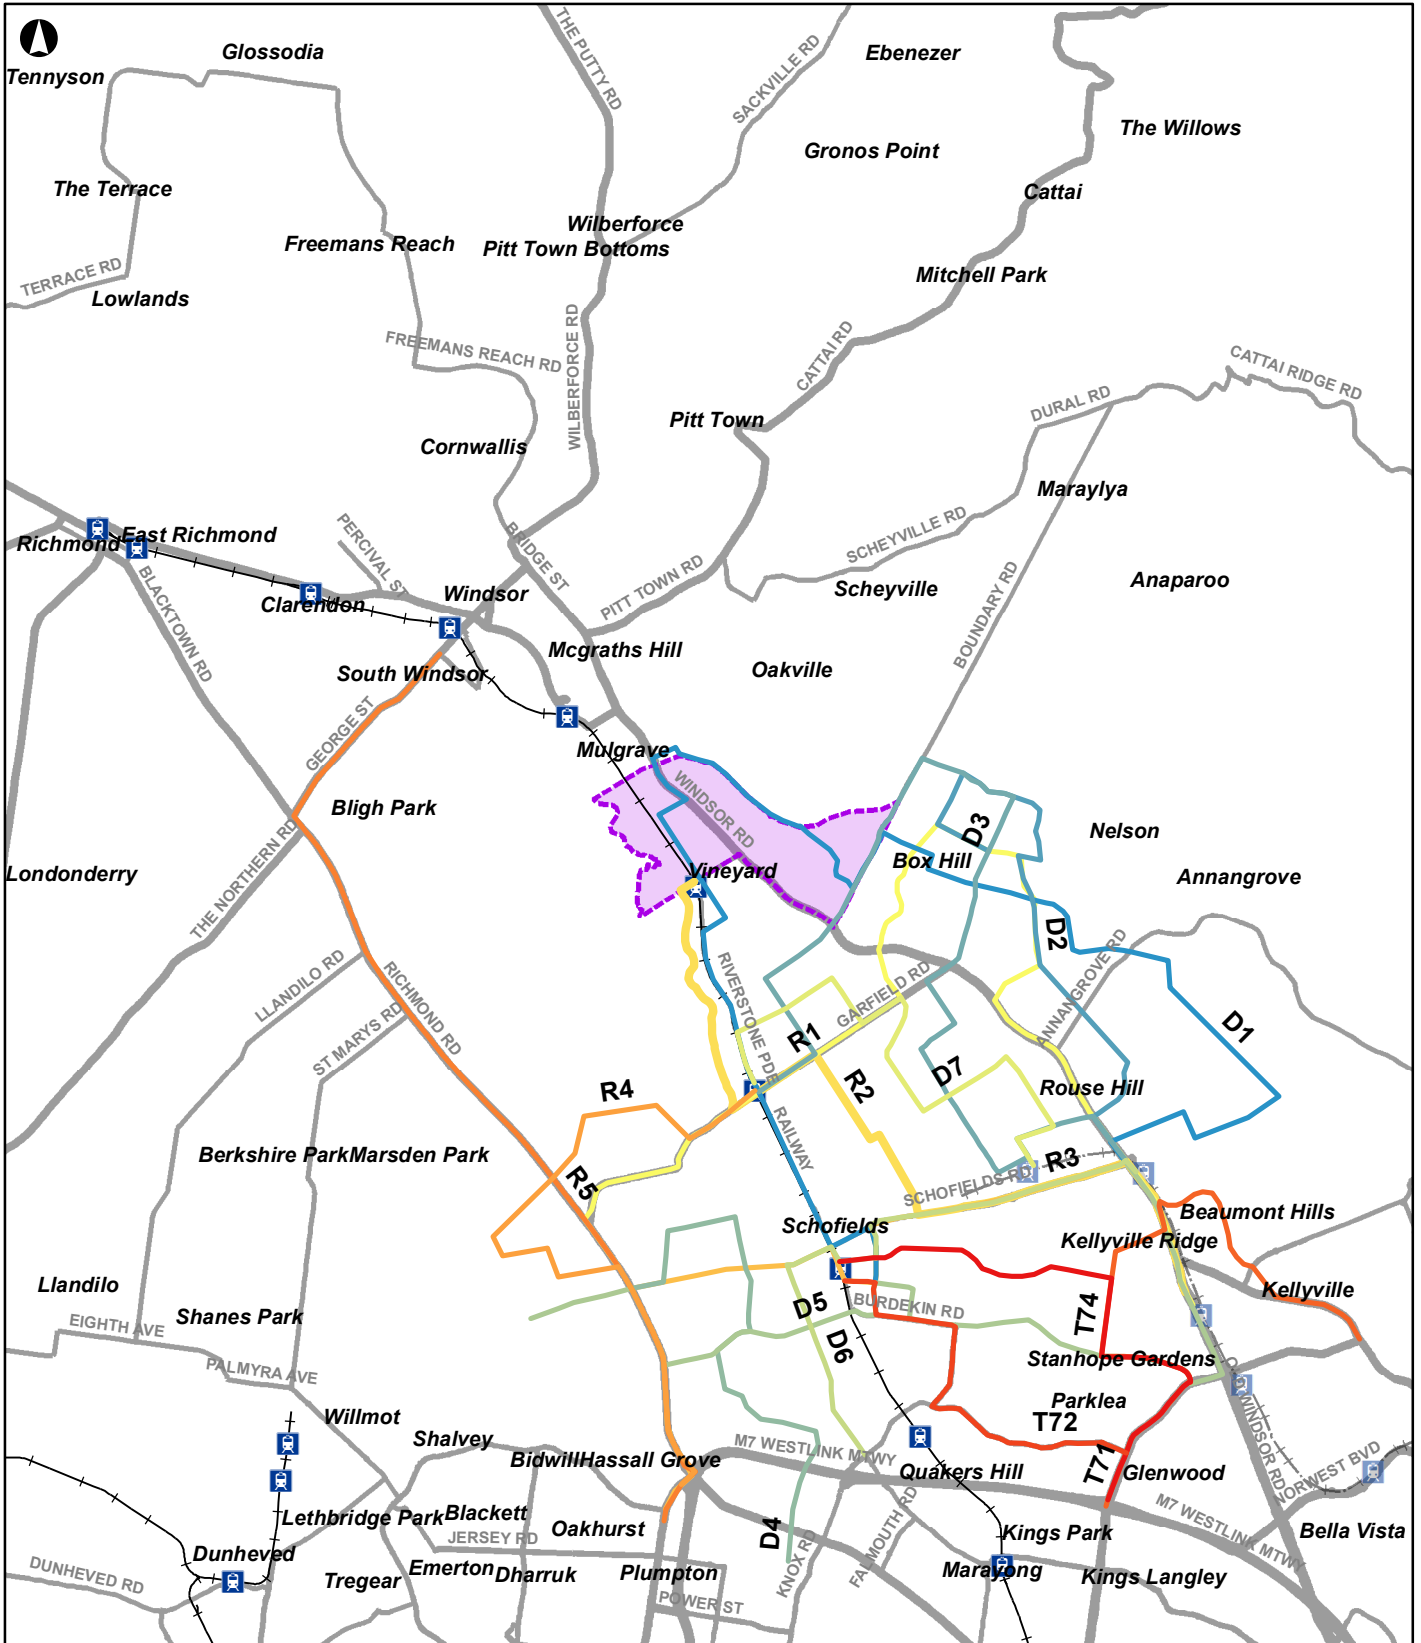 Glossodia
Ebenezer
Tennyson
THE PUTTY RD
SACKVILLE RD
The Willows
Gronos Point
The Terrace
Cattai
Wilberforce
Freemans Reach
Pitt Town Bottoms
TERRACE RD
Mitchell Park
Lowlands
FREEMANS REACH RD
WILBERFORCE RD
CATTAI RD
CATTAI RIDGE RD
DURAL RD
Pitt Town
Cornwallis
Maraylya
Richmond
East Richmond
PERCIVAL ST
BRIDGE ST
SCHEYVILLE RD
BLACKTOWN RD
Clarendon
Windsor
PITT TOWN RD
Scheyville
Anaparoo
BOUNDARY RD
Mcgraths Hill
South Windsor
Oakville
GEORGE ST
Mulgrave
WINDSOR RD
Bligh Park
D3
Nelson
Box Hill
Londonderry
THE NORTHERN RD
Vineyard
Annangrove
D2
LLANDILO RD
RICHMOND RD
RIVERSTONE PDE
GARFIELD RD
ANNANGROVE RD
D1
ST MARYS RD
R1
R4
R2
D7
Rouse Hill
RAILWAY
Berkshire Park
Marsden Park
R5
R3
SCHOFIELDS RD
Schofields
Beaumont Hills
Kellyville Ridge
Llandilo
Kellyville
Shanes Park
D5
BURDEKIN RD
T74
EIGHTH AVE
D6
PALMYRA AVE
Stanhope Gardens
OLD WINDSOR RD
Parklea
Willmot
T72
Shalvey
M7 WESTLINK MTWY
Bidwill
Hassall Grove
T71
Quakers Hill
Glenwood
NORWEST BVD
Lethbridge Park
Blackett
Oakhurst
D4
KNOX RD
FALMOUTH RD
Kings Park
M7 WESTLINK MTWY
Bella Vista
JERSEY RD
Dunheved
DUNHEVED RD
Tregear
Emerton
Dharruk
Plumpton
Marayong
Kings Langley
POWER ST